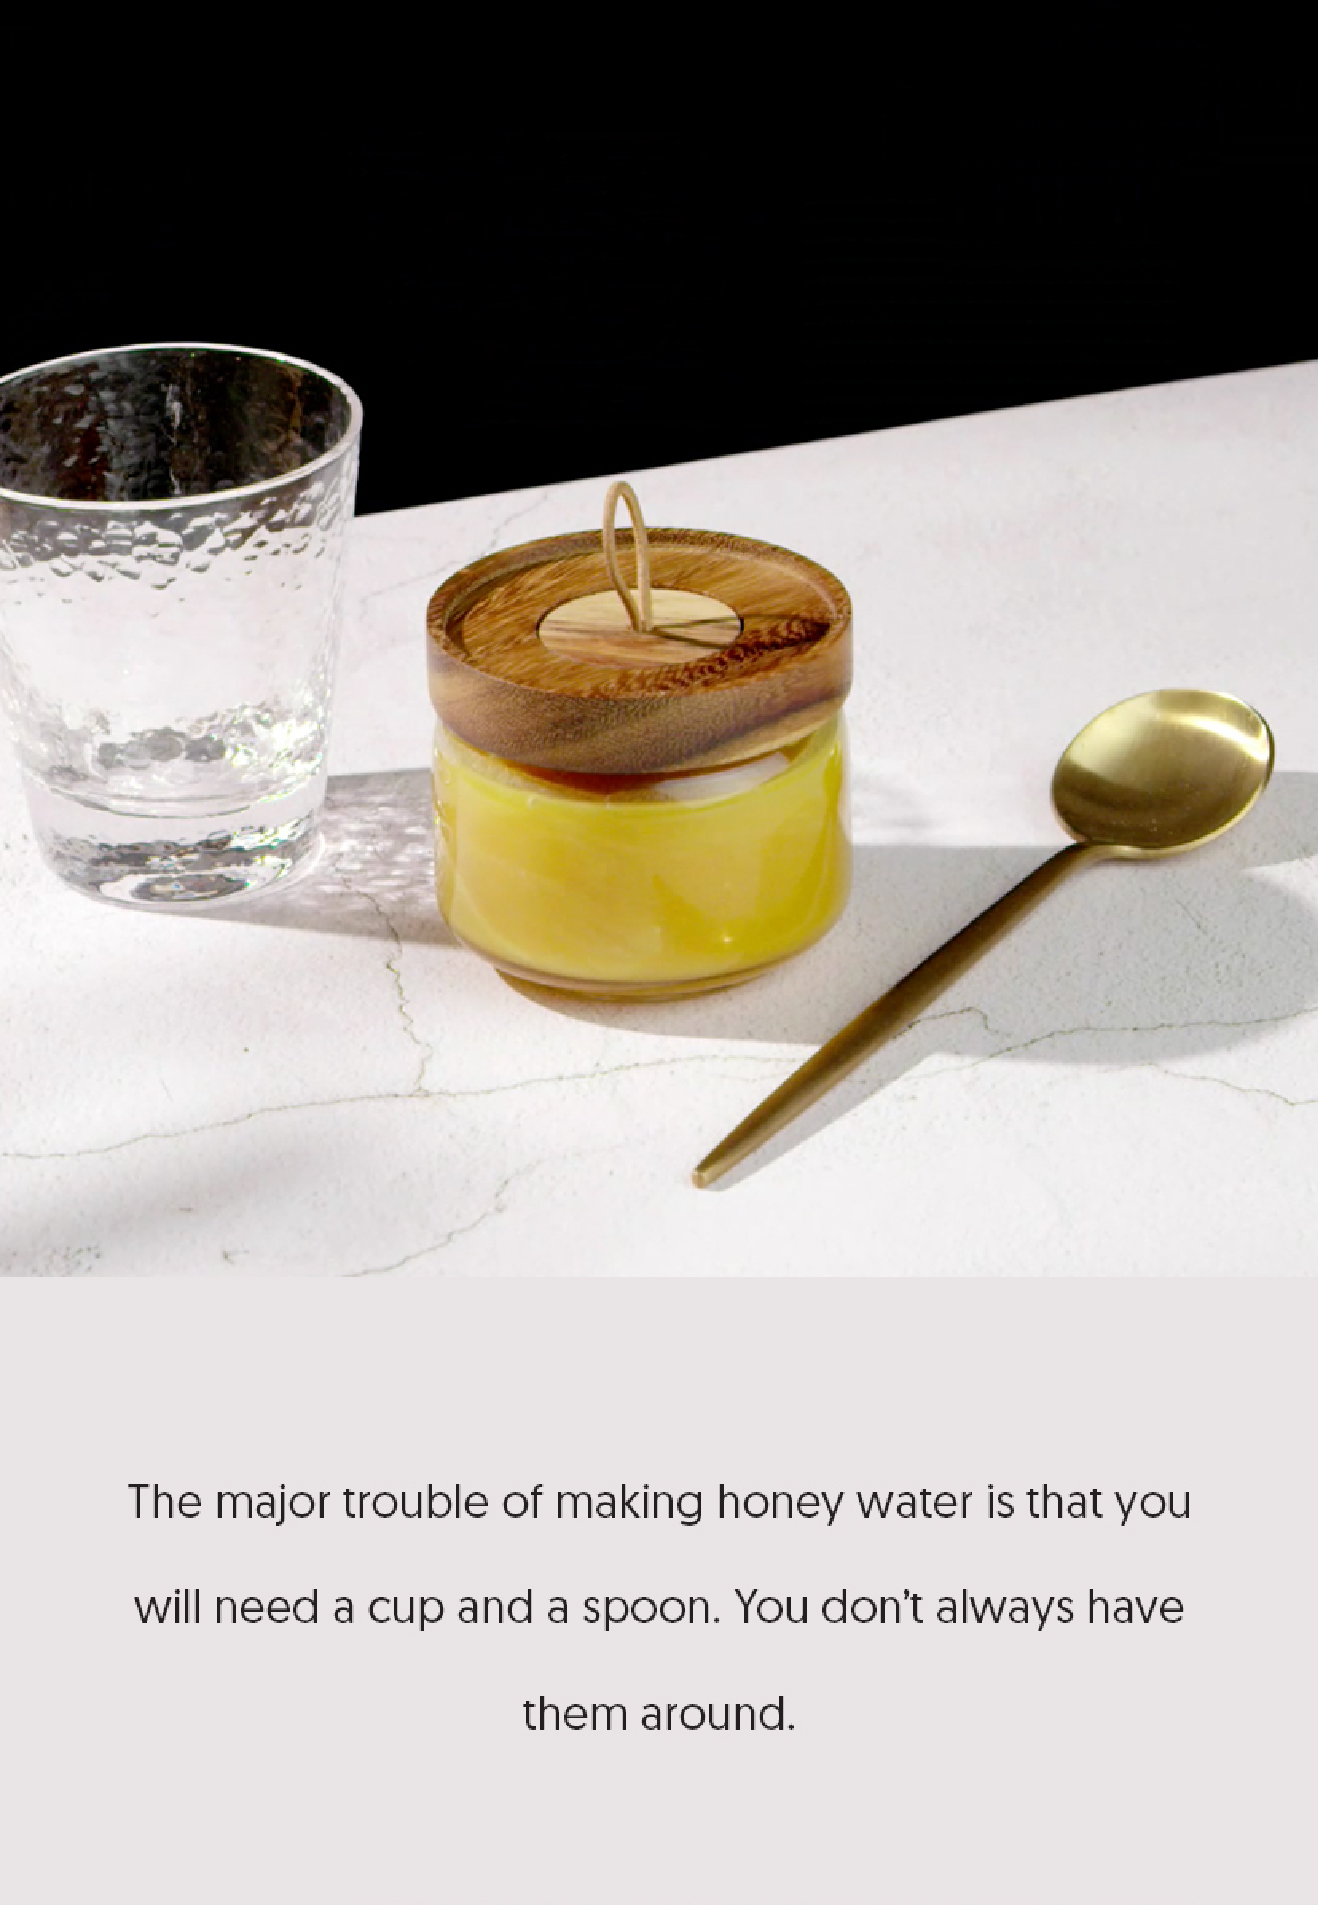 The major trouble of making honey water is that you
will need a cup and a spoon. You don’t always have
them around.